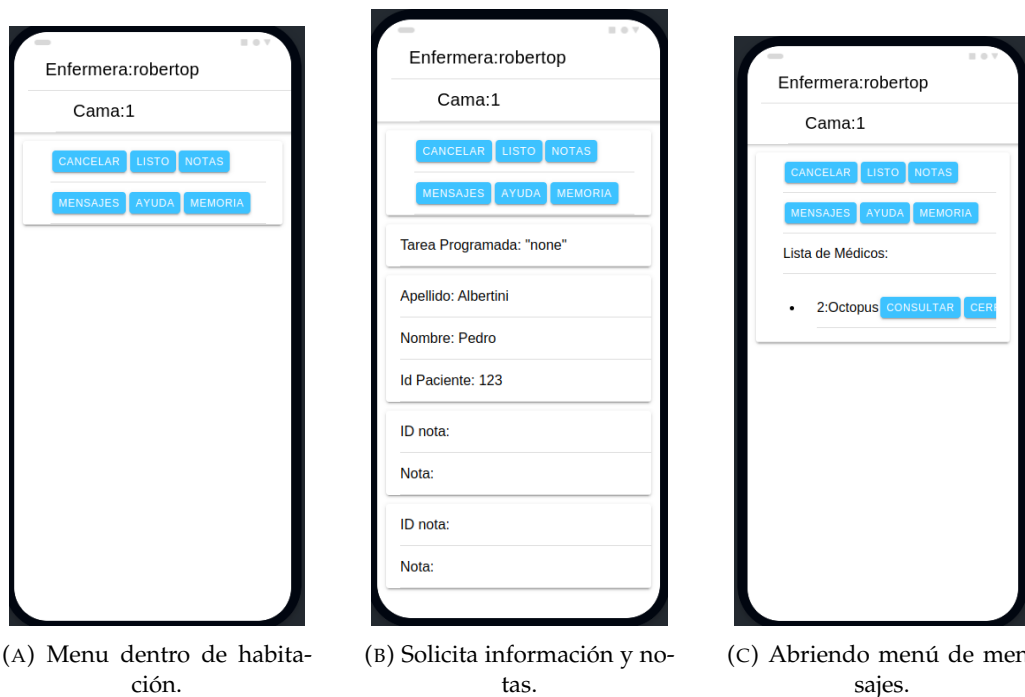 Enfermera:robertop
Cama:1
CANCELAR LISTO NOTAS
MENSAJES AYUDA MEMORIA
(A) Menu dentro de habita-
ción.
Enfermera:robertop
Cama:1
CANCELAR LISTO NOTAS
MENSAJES AYUDA MEMORIA
Tarea Programada: "none"
Apellido: Albertini
Nombre: Pedro
Id Paciente: 123
ID nota:
Nota:
ID nota:
Nota:
(B) Solicita información y no-
tas.
Enfermera:robertop
Cama:1
CANCELAR LISTO NOTAS
MENSAJES AYUDA MEMORIA
Lista de Médicos:
• 2:Octopus CONSULTAR CER
(C) Abriendo menú de men
sajes.